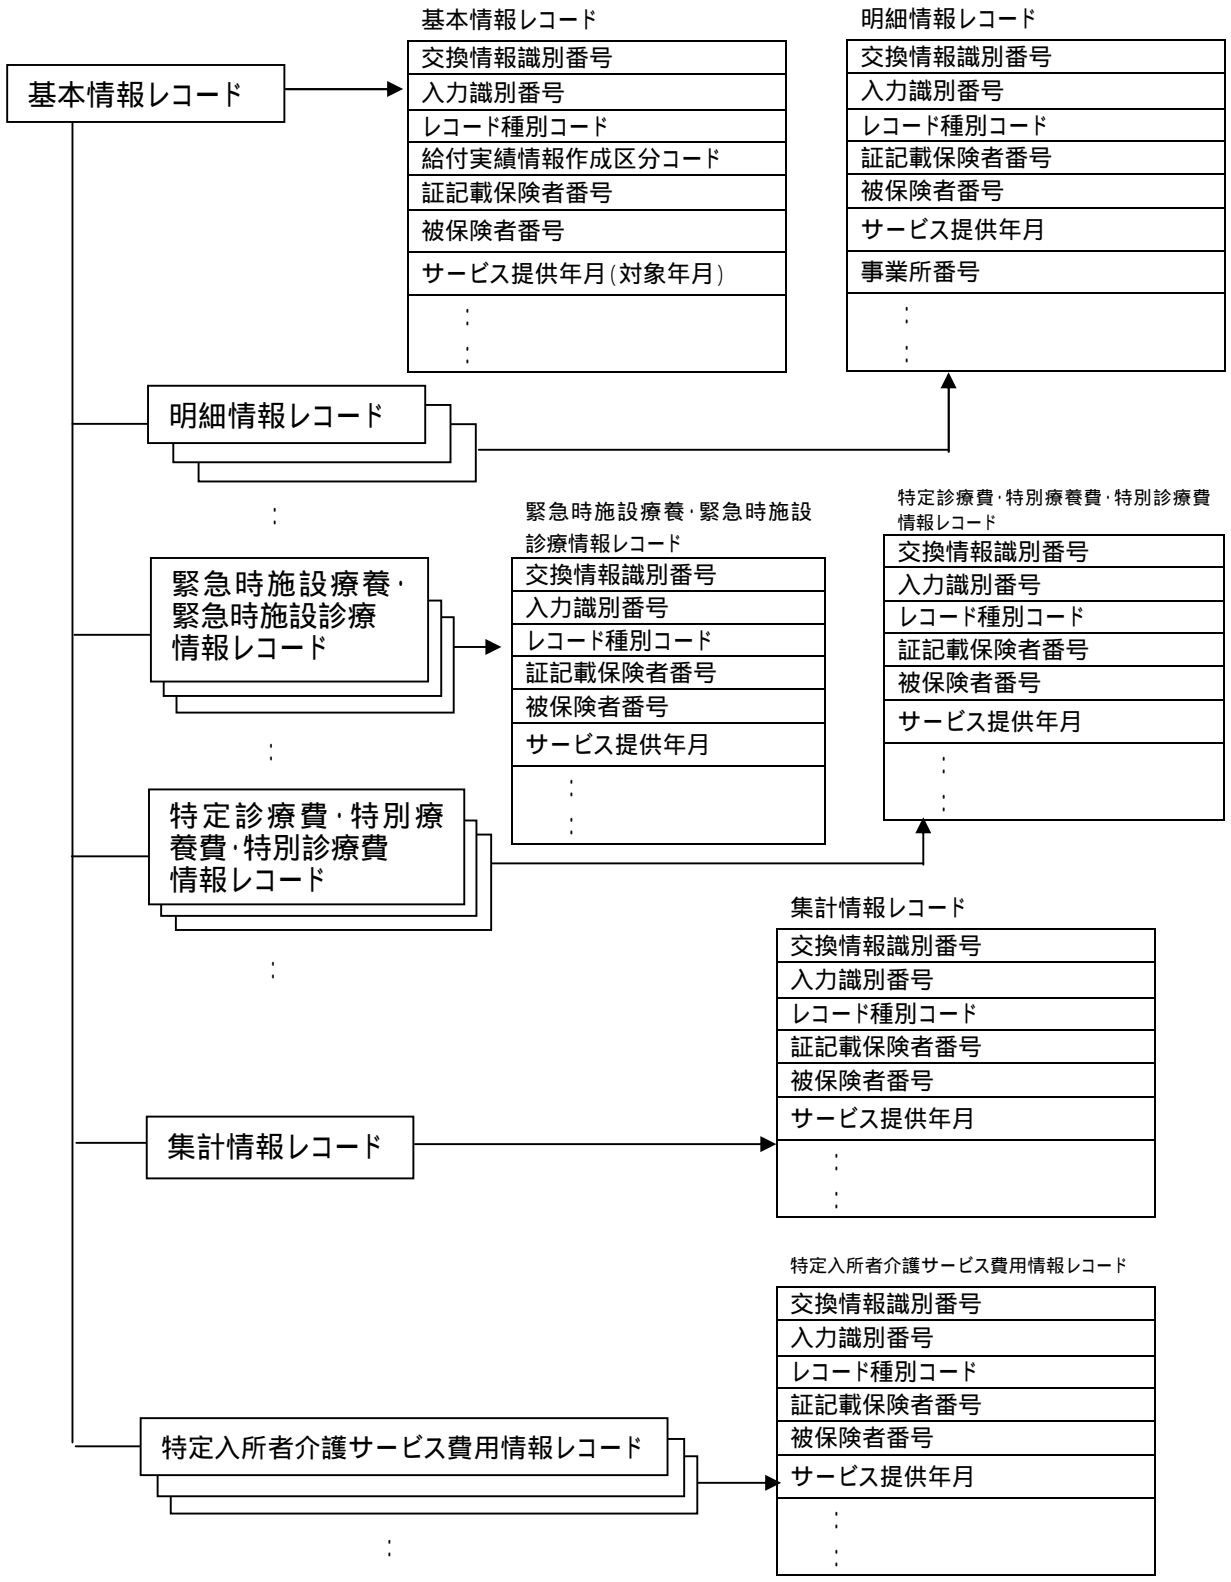 基本情報レコード
基本情報レコード
交換情報識別番号
入力識別番号
レコード種別コード
給付実績情報作成区分コード
証記載保険者番号
被保険者番号
サービス提供年月(対象年月)
:
:
明細情報レコード
交換情報識別番号
入力識別番号
レコード種別コード
証記載保険者番号
被保険者番号
サービス提供年月
事業所番号
:
:
明細情報レコード
:
緊急時施設療養・
緊急時施設診療
情報レコード
:
緊急時施設療養・緊急時施設
診療情報レコード
交換情報識別番号
入力識別番号
レコード種別コード
証記載保険者番号
被保険者番号
サービス提供年月
:
:
特定診療費・特別療養費・特別診療費
情報レコード
交換情報識別番号
入力識別番号
レコード種別コード
証記載保険者番号
被保険者番号
サービス提供年月
:
:
特定診療費・特別療
養費・特別診療費
情報レコード
:
集計情報レコード
集計情報レコード
交換情報識別番号
入力識別番号
レコード種別コード
証記載保険者番号
被保険者番号
サービス提供年月
:
:
特定入所者介護サービス費用情報レコード
:
特定入所者介護サービス費用情報レコード
交換情報識別番号
入力識別番号
レコード種別コード
証記載保険者番号
被保険者番号
サービス提供年月
:
: